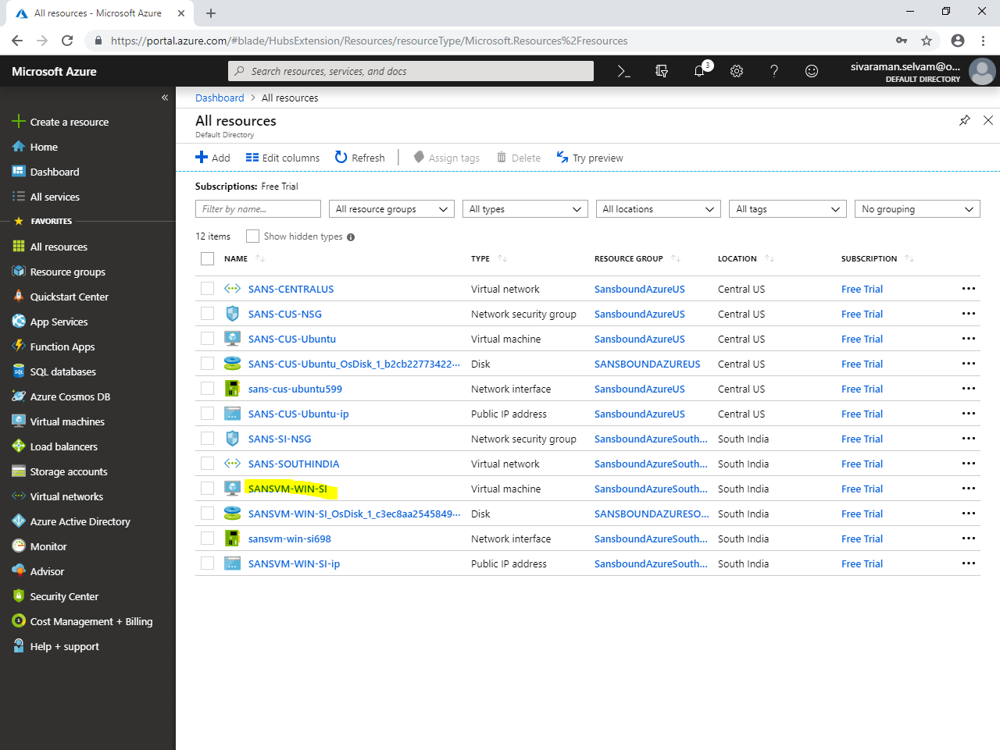 All resources - Microsoft Azure
https://portal.azure.com/#blade/HubsExtension/Resources/resourceType/Microsoft.Resources%2Fresources
Microsoft Azure
Search resources, services, and docs
3
sivaraman.selvam@o...
DEFAULT DIRECTORY
Create a resource
Home
Dashboard
All services
FAVORITES
All resources
Resource groups
Quickstart Center
App Services
Function Apps
SQL databases
Azure Cosmos DB
Virtual machines
Load balancers
Storage accounts
Virtual networks
Azure Active Directory
Monitor
Advisor
Security Center
Cost Management + Billing
Help + support
Dashboard > All resources
All resources
Default Directory
Add Edit columns Refresh Assign tags Delete Try preview
Subscriptions: Free Trial
Filter by name... All resource groups All types All locations All tags No grouping
12 items Show hidden types
NAME TYPE RESOURCE GROUP LOCATION SUBSCRIPTION
SANS-CENTRALUS Virtual network SansboundAzureUS Central US Free Trial
SANS-CUS-NSG Network security group SansboundAzureUS Central US Free Trial
SANS-CUS-Ubuntu Virtual machine SansboundAzureUS Central US Free Trial
SANS-CUS-Ubuntu_OsDisk_1_b2cb22773422... Disk SANSBOUNDAZUREUS Central US Free Trial
sans-cus-ubuntu599 Network interface SansboundAzureUS Central US Free Trial
SANS-CUS-Ubuntu-ip Public IP address SansboundAzureUS Central US Free Trial
SANS-SI-NSG Network security group SansboundAzureSouth... South India Free Trial
SANS-SOUTHINDIA Virtual network SansboundAzureSouth... South India Free Trial
SANSVM-WIN-SI Virtual machine SansboundAzureSouth... South India Free Trial
SANSVM-WIN-SI_OsDisk_1_c3ec8aa2545849... Disk SANSBOUNDAZURESO... South India Free Trial
sansvm-win-si698 Network interface SansboundAzureSouth... South India Free Trial
SANSVM-WIN-SI-ip Public IP address SansboundAzureSouth... South India Free Trial